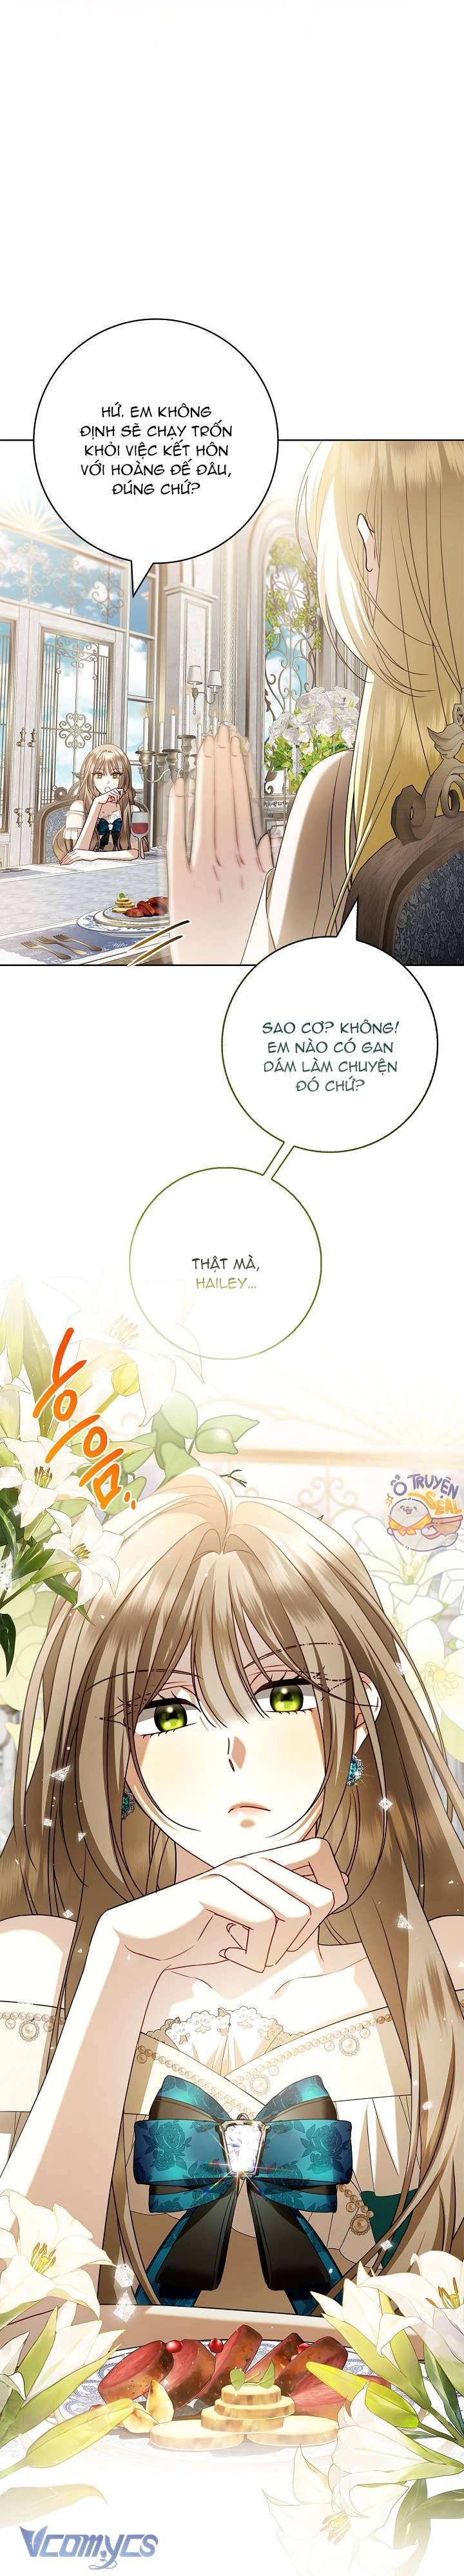 HỨ. EM KHÔNG
ĐỊNH SẼ CHẠY TRỐN
KHỎI VIỆC KẾT HÔN
VỚI HOÀNG ĐẾ ĐÂU,
ĐÚNG CHỨ?
SAO CƠ? KHÔNG!
EM NÀO CÓ GAN
DÁM LÀM CHUYỆN
ĐÓ CHỨ?
THẬT MÀ,
HAILEY...
Ổ TRUYỆN
SEAL
Vcomycs